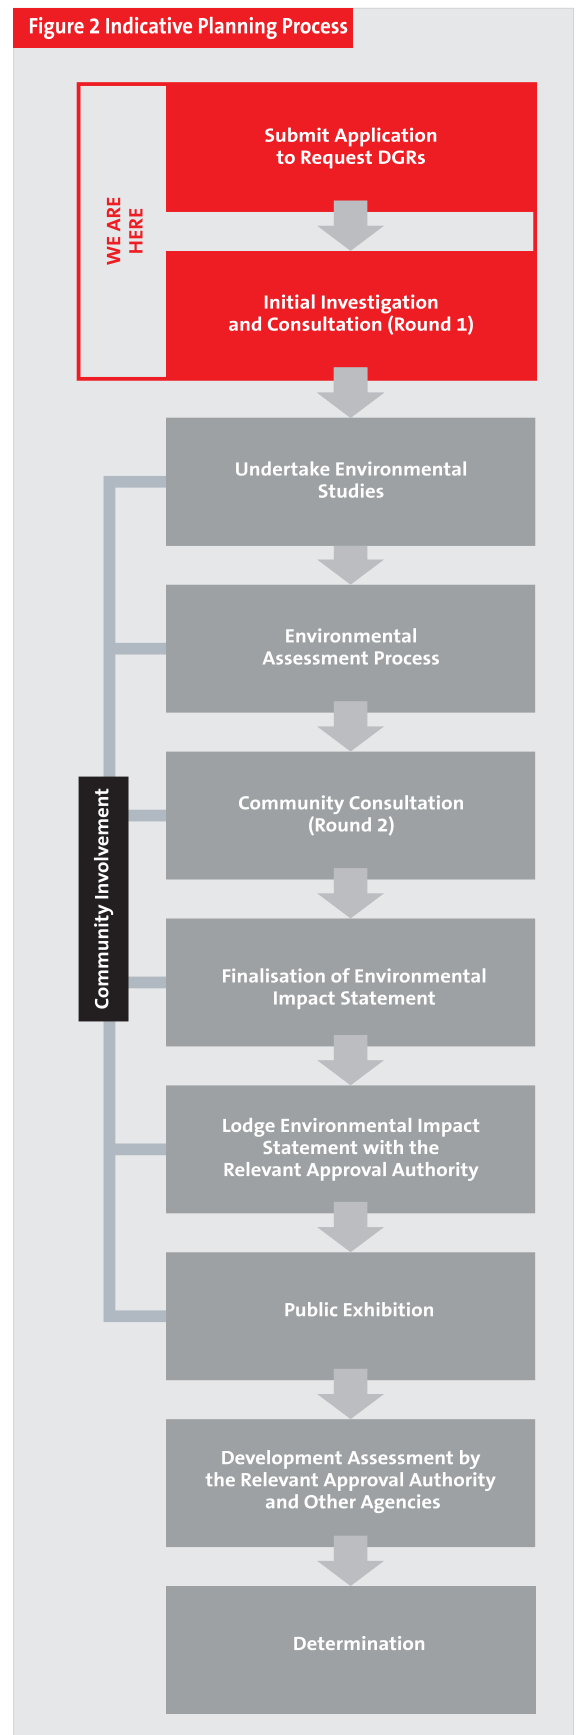 Figure 2 Indicative Planning Process
WE ARE
HERE
Submit Application
to Request DGRs
Initial Investigation
and Consultation (Round 1)
Undertake Environmental
Studies
Environmental
Assessment Process
Community Involvement
Community Consultation
(Round 2)
Finalisation of Environmental
Impact Statement
Lodge Environmental Impact
Statement with the
Relevant Approval Authority
Public Exhibition
Development Assessment by
the Relevant Approval Authority
and Other Agencies
Determination